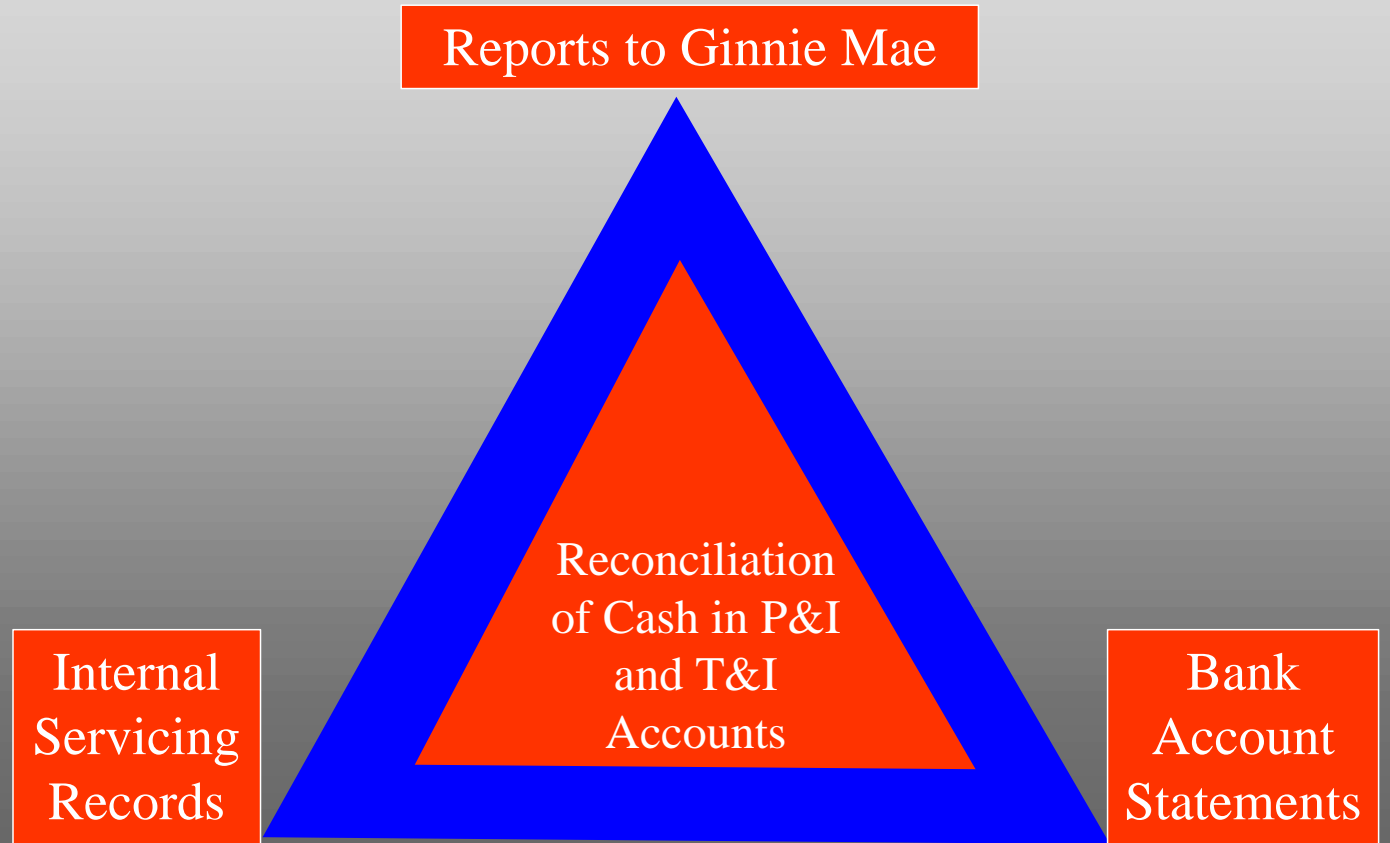 Reports to Ginnie Mae
Reconciliation
of Cash in P&I
and T&I
Accounts
Internal
Servicing
Records
Bank
Account
Statements